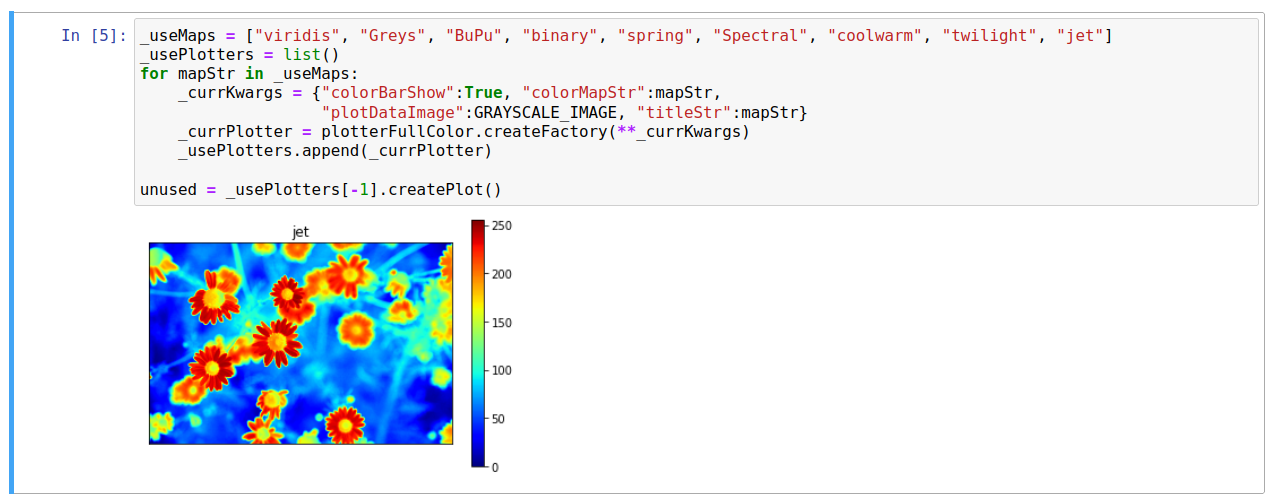 In [5]: _useMaps = ["viridis", "Greys", "BuPu", "binary", "spring", "Spectral", "coolwarm", "twilight", "jet"]
_usePlotters = list()
for mapStr in _useMaps:
    _currKwargs = {"colorBarShow":True, "colorMapStr":mapStr,
                   "plotDataImage":GRAYSCALE_IMAGE, "titleStr":mapStr}
    _currPlotter = plotterFullColor.createFactory(**_currKwargs)
    _usePlotters.append(_currPlotter)
unused = _usePlotters[-1].createPlot()
jet
250
200
150
100
50
0